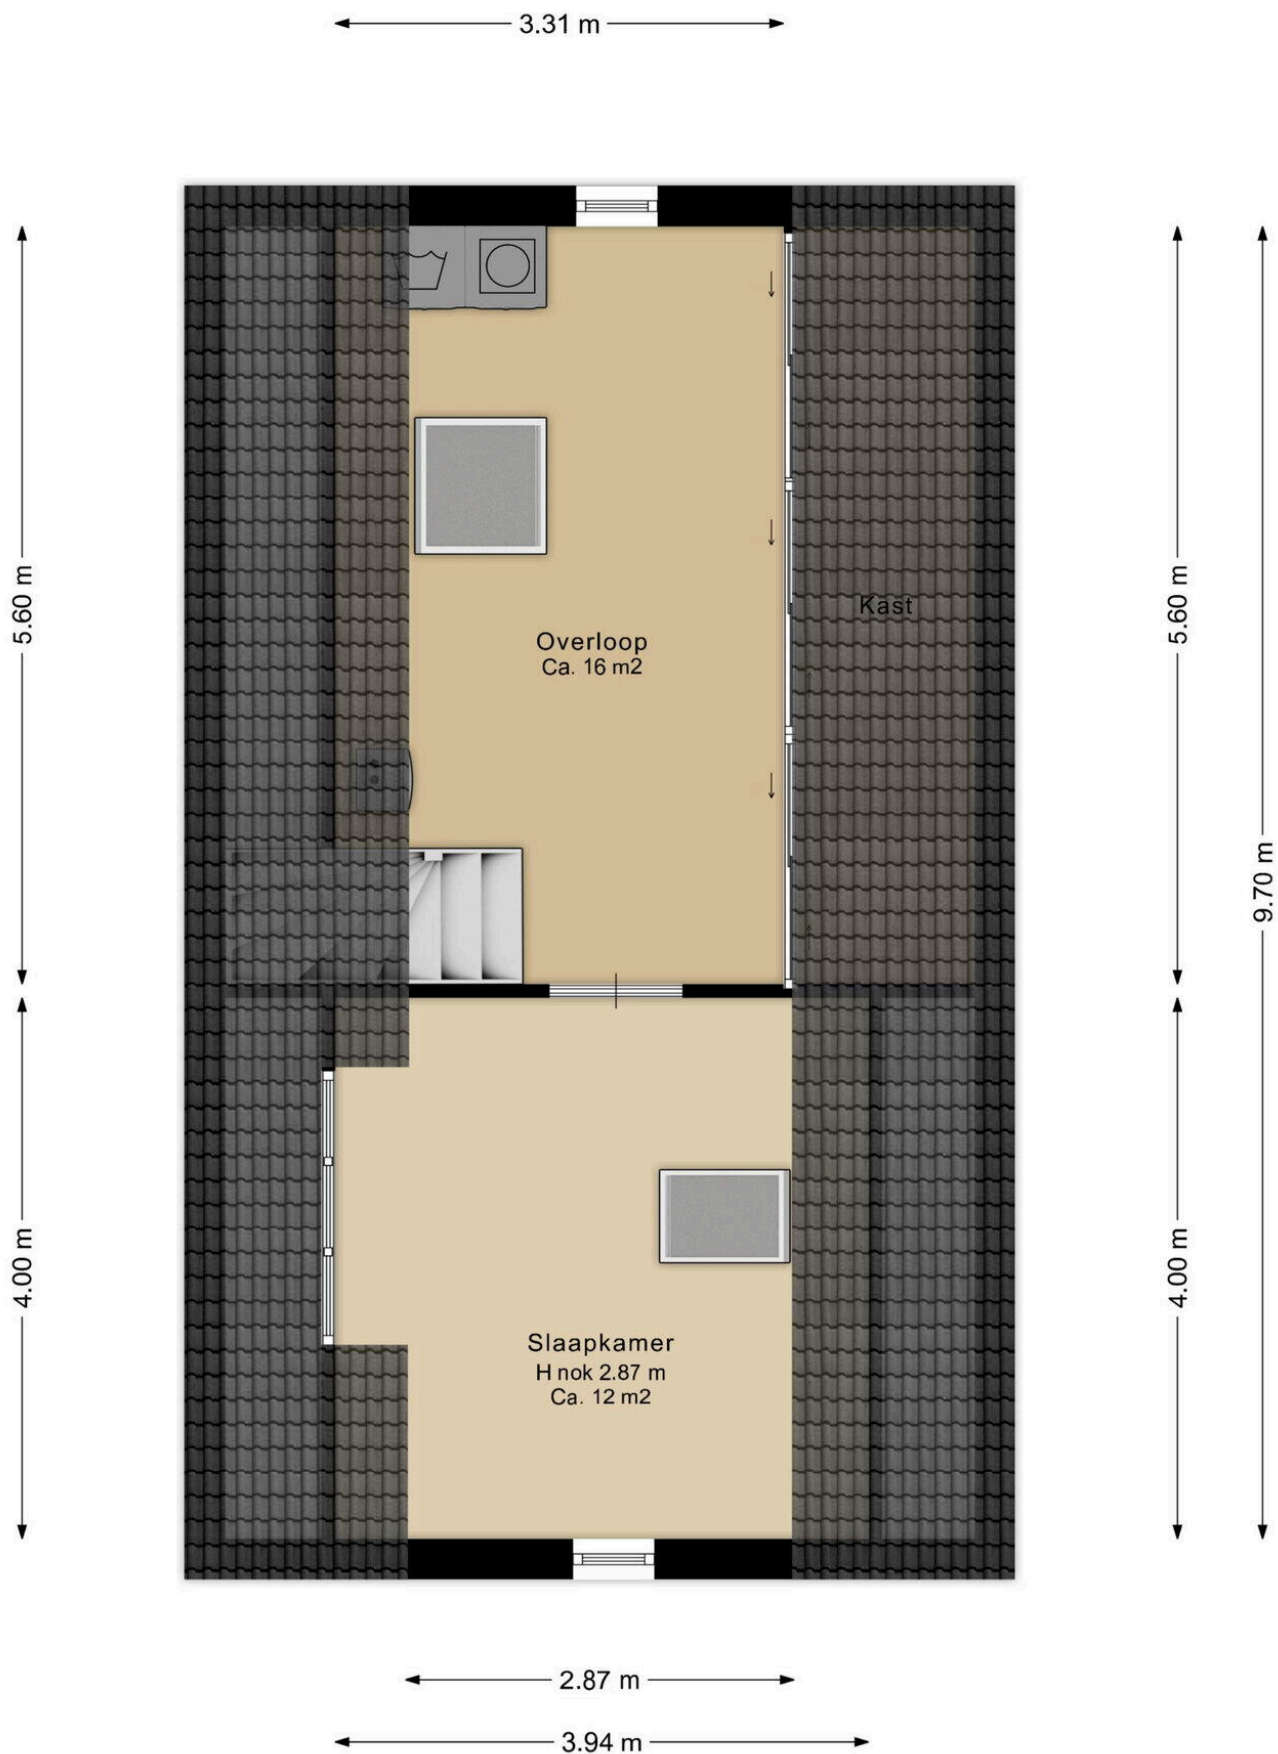 3.31 m
5.60 m
5.60 m
Kast
Overloop
Ca. 16 m2
9.70 m
4.00 m
4.00 m
Slaapkamer
H nok 2.87 m
Ca. 12 m2
2.87 m
3.94 m